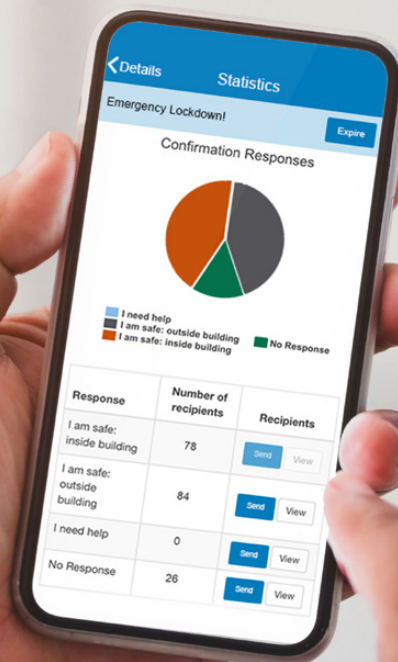 Details
Statistics
Emergency Lockdown!
Expire
Confirmation Responses
I need help
I am safe: outside building
I am safe: inside building
No Response
Response
Number of
recipients
Recipients
I am safe:
inside building
78
Send
View
I am safe:
outside
building
84
Send
View
I need help
0
Send
View
No Response
26
Send
View